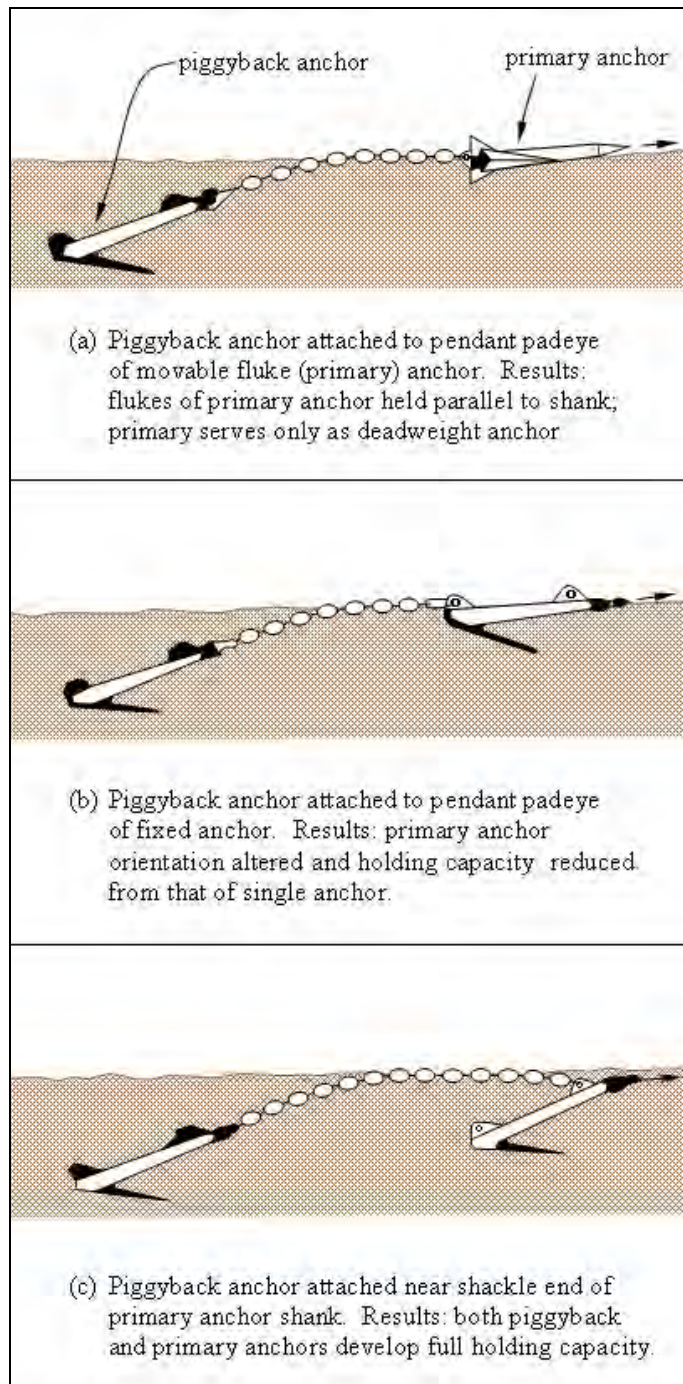 piggyback anchor
primary anchor
(a) Piggyback anchor attached to pendant padeye
of movable fluke (primary) anchor. Results:
flukes of primary anchor held parallel to shank;
primary serves only as deadweight anchor
(b) Piggyback anchor attached to pendant padeye
of fixed anchor. Results: primary anchor
orientation altered and holding capacity reduced
from that of single anchor.
(c) Piggyback anchor attached near shackle end of
primary anchor shank. Results: both piggyback
and primary anchors develop full holding capacity.